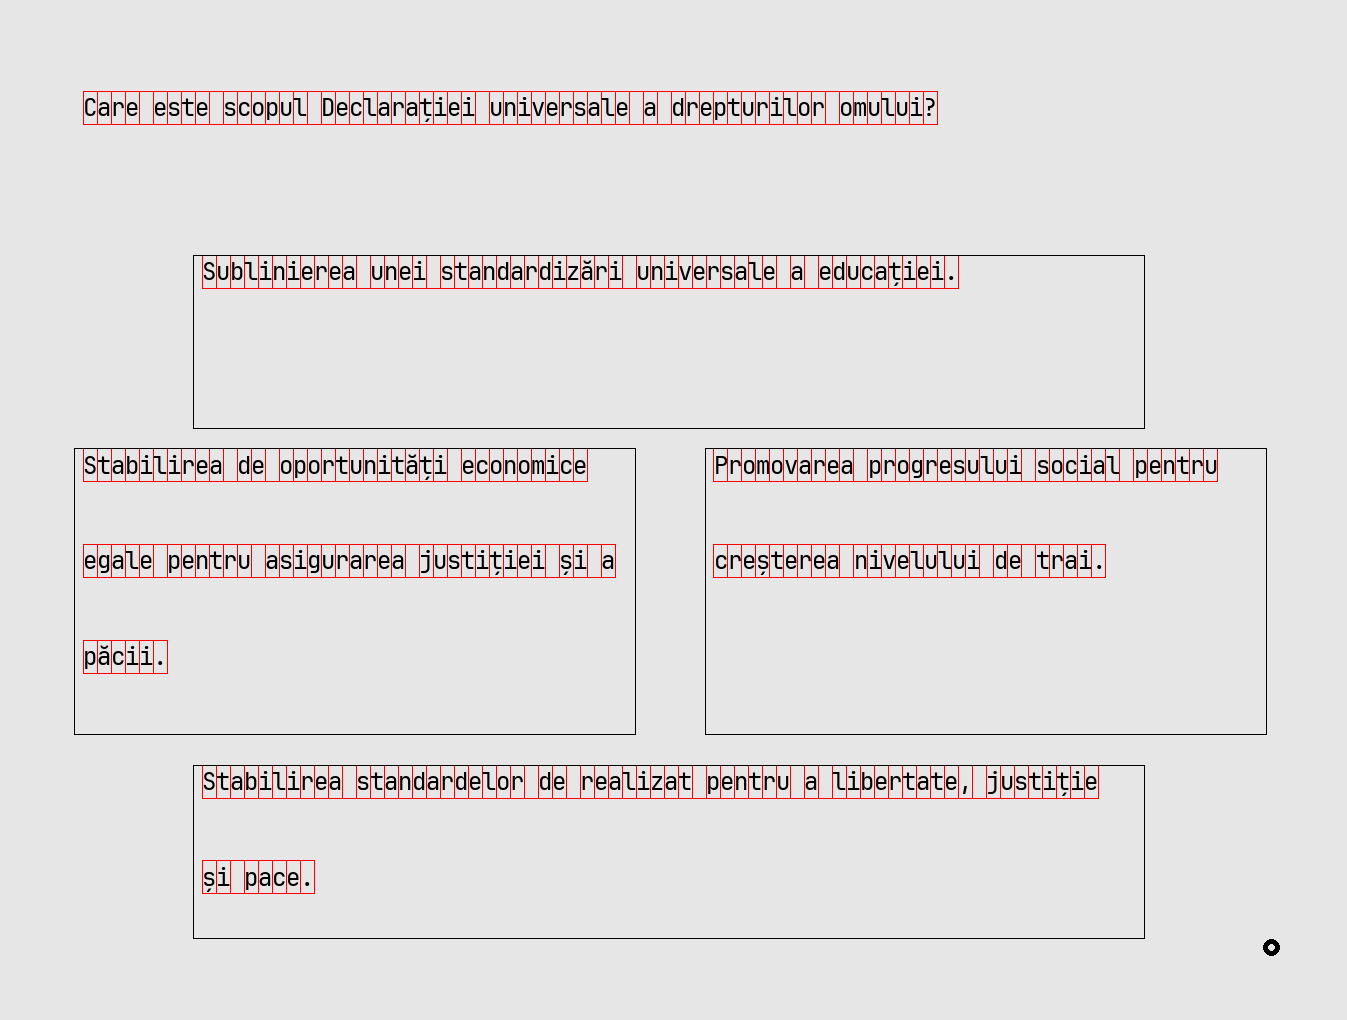 Care este scopul Declarației universale a drepturilor omului?
Sublinierea unei standardizări universale a educației.
Stabilirea de oportunități economice
egale pentru asigurarea justiției și a
păcii.
Promovarea progresului social pentru
creșterea nivelului de trai.
Stabilirea standardelor de realizat pentru a libertate, justiție
și pace.